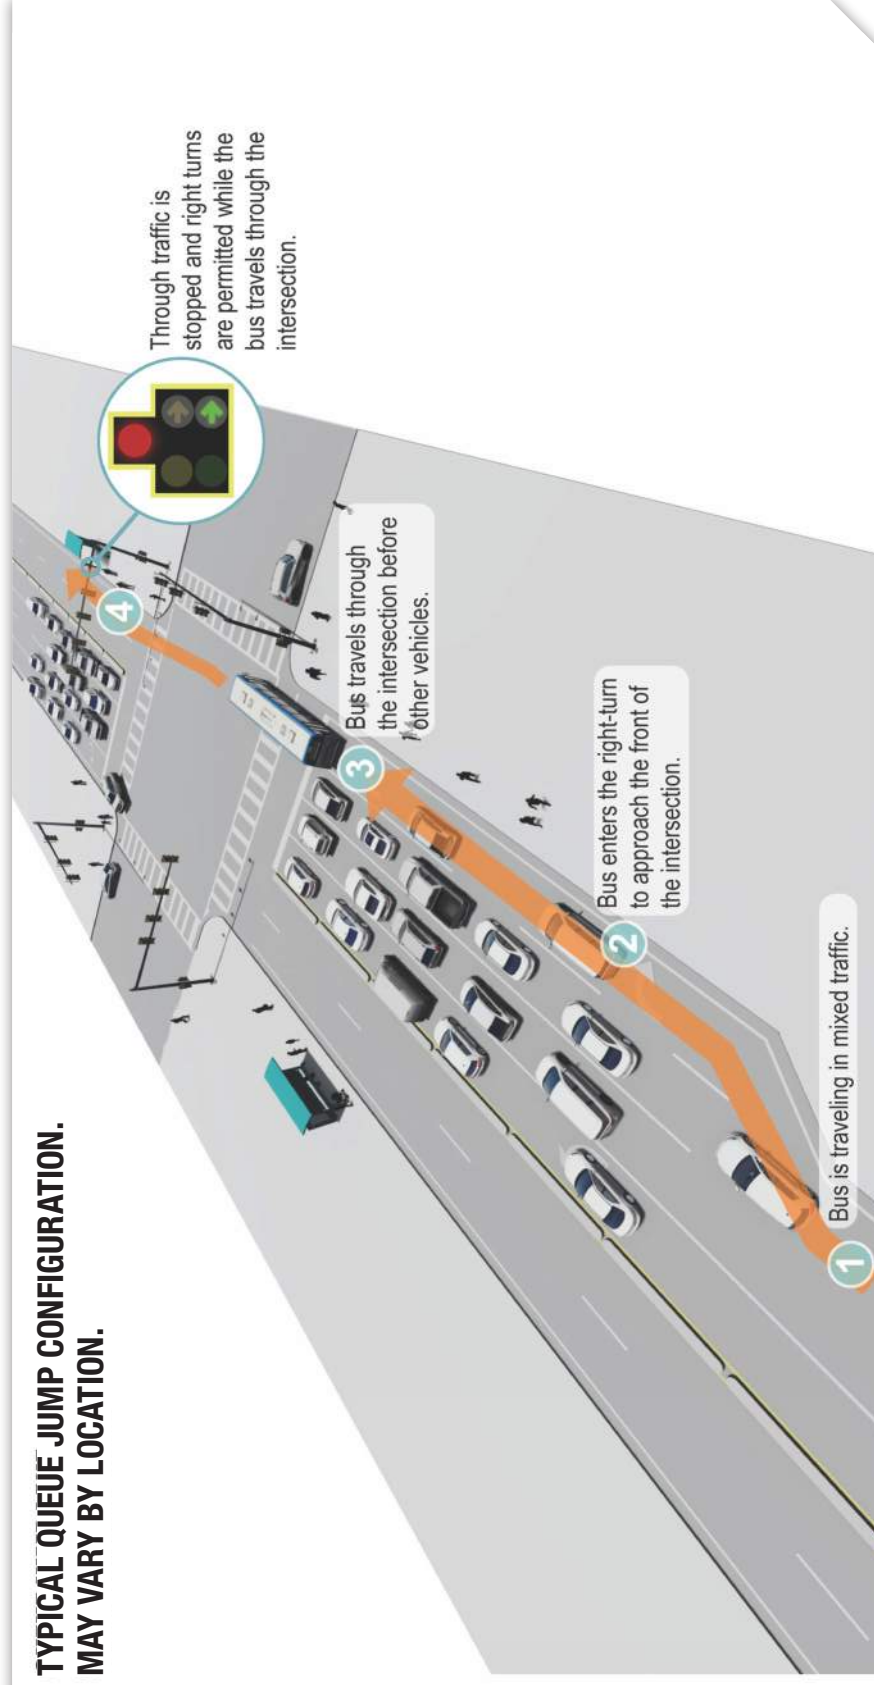 TYPICAL QUEUE JUMP CONFIGURATION.
MAY VARY BY LOCATION.
1
Bus is traveling in mixed traffic.
2
Bus enters the right-turn
to approach the front of
the intersection.
3
Bus travels through
the intersection before
other vehicles.
4
Through traffic is
stopped and right turns
are permitted while the
bus travels through the
intersection.